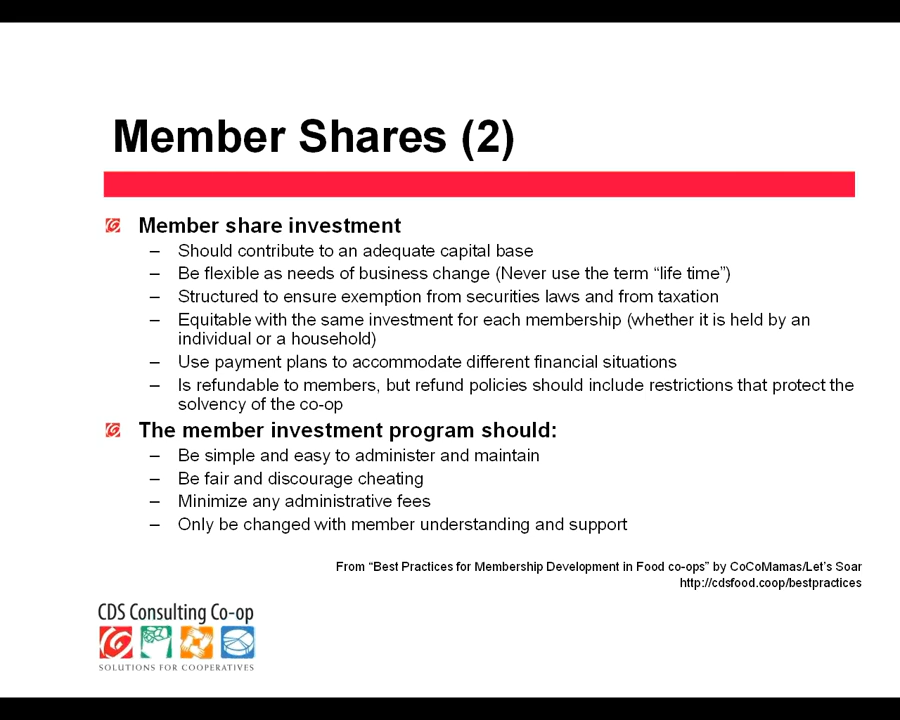 Member Shares (2)
Member share investment
– Should contribute to an adequate capital base
– Be flexible as needs of business change (Never use the term “life time”)
– Structured to ensure exemption from securities laws and from taxation
– Equitable with the same investment for each membership (whether it is held by an
individual or a household)
– Use payment plans to accommodate different financial situations
– Is refundable to members, but refund policies should include restrictions that protect the
solvency of the co-op
The member investment program should:
– Be simple and easy to administer and maintain
– Be fair and discourage cheating
– Minimize any administrative fees
– Only be changed with member understanding and support
From “Best Practices for Membership Development in Food co-ops” by CoCoMamas/Let’s Soar
http://cdsfood.coop/bestpractices
CDS Consulting Co-op
SOLUTIONS FOR COOPERATIVES